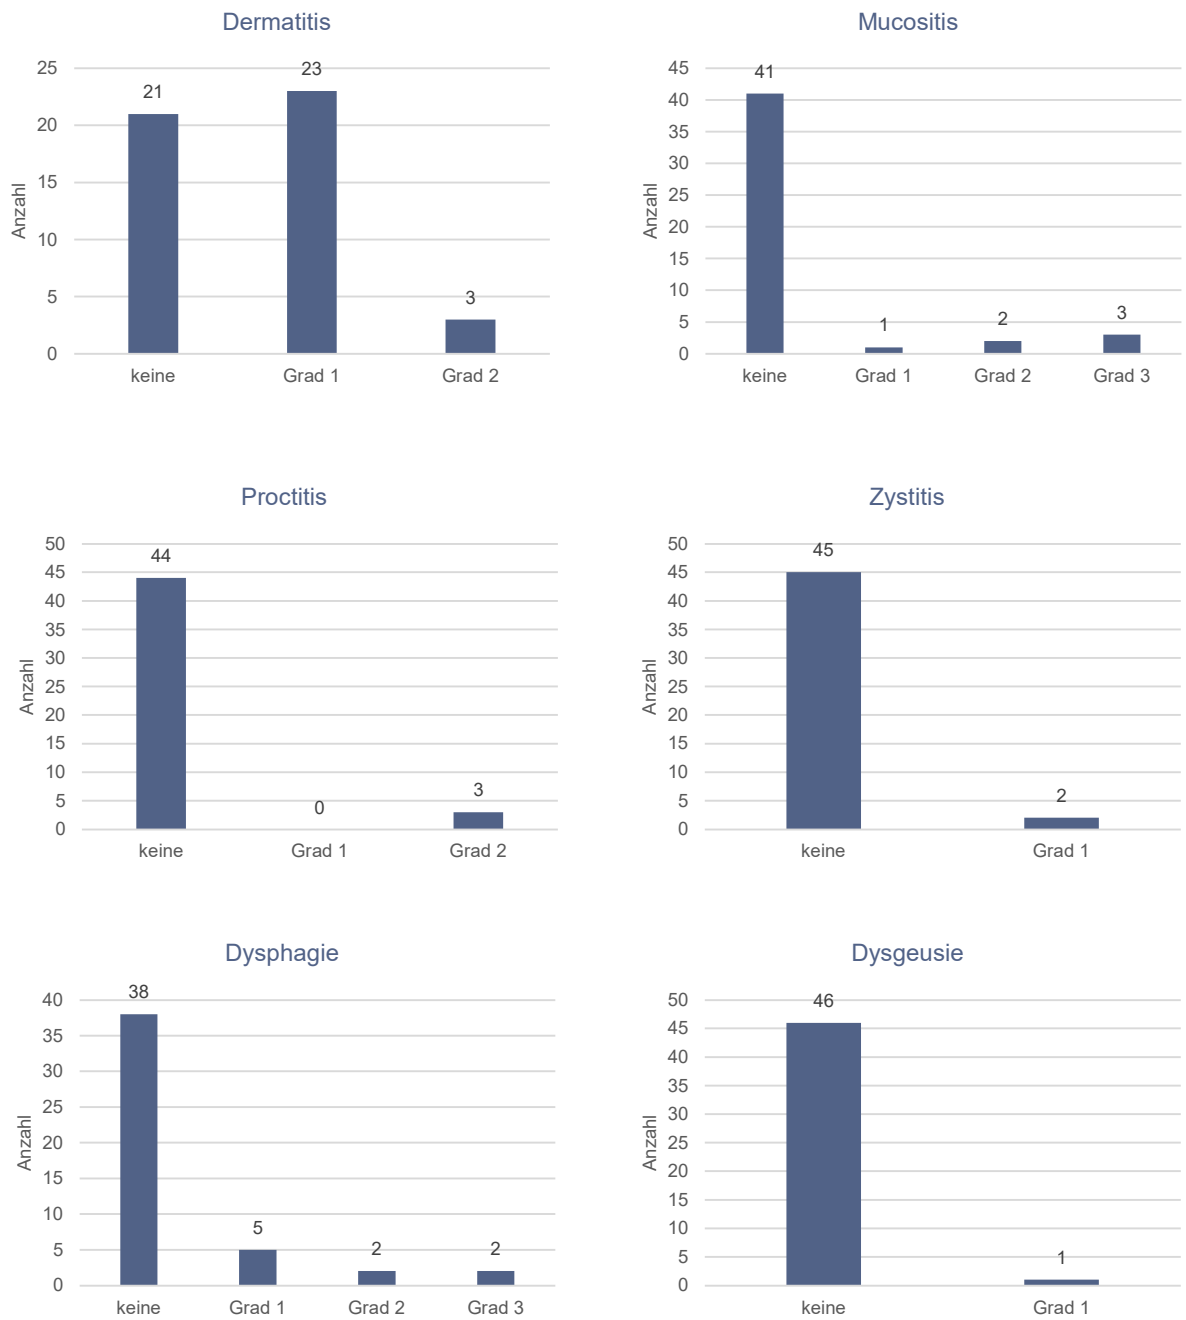 Dermatitis
Anzahl
25
20
15
10
5
0
21
23
3
keine
Grad 1
Grad 2
Mucositis
Anzahl
45
40
35
30
25
20
15
10
5
0
41
1
2
3
keine
Grad 1
Grad 2
Grad 3
Proctitis
Anzahl
50
45
40
35
30
25
20
15
10
5
0
44
0
3
keine
Grad 1
Grad 2
Zystitis
Anzahl
50
45
40
35
30
25
20
15
10
5
0
45
2
keine
Grad 1
Dysphagie
Anzahl
40
35
30
25
20
15
10
5
0
38
5
2
2
keine
Grad 1
Grad 2
Grad 3
Dysgeusie
Anzahl
50
45
40
35
30
25
20
15
10
5
0
46
1
keine
Grad 1